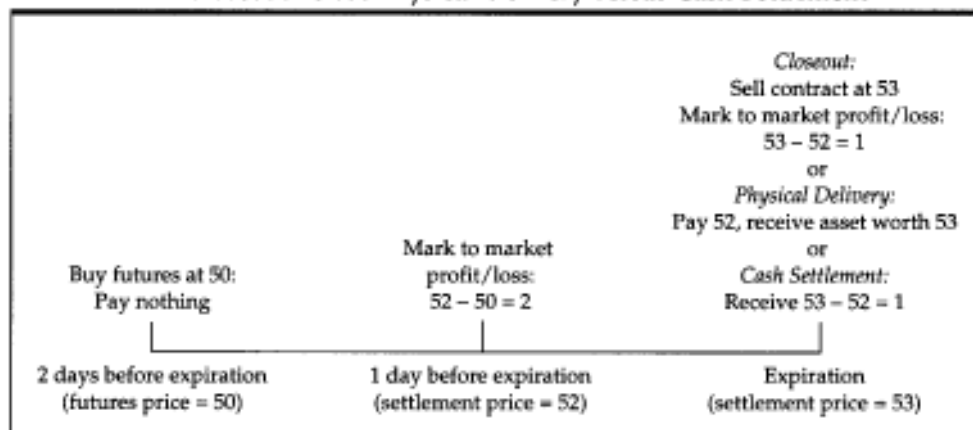 Closeout:
Sell contract at 53
Mark to market profit/loss:
53 – 52 = 1
or
Physical Delivery:
Pay 52, receive asset worth 53
or
Cash Settlement:
Receive 53 – 52 = 1
Mark to market
profit/loss:
52 – 50 = 2
Buy futures at 50:
Pay nothing
2 days before expiration
(futures price = 50)
1 day before expiration
(settlement price = 52)
Expiration
(settlement price = 53)